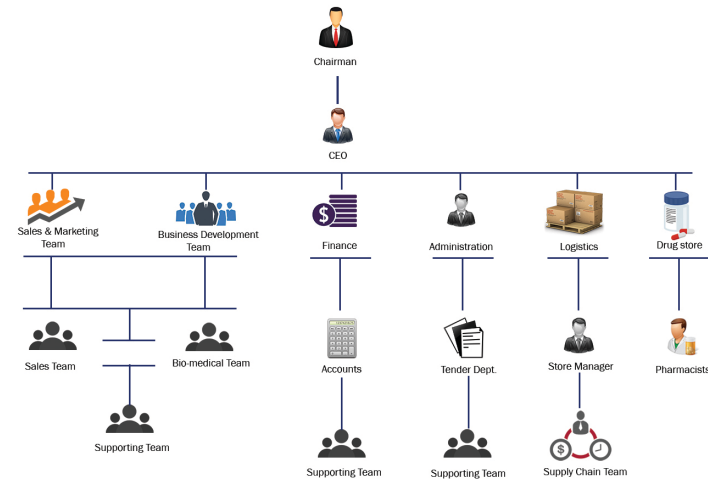 Chairman
CEO
Sales & Marketing
Team
Business Development
Team
Finance
Administration
Logistics
Drug store
Sales Team
Bio-medical Team
Accounts
Tender Dept.
Store Manager
Pharmacists
Supporting Team
Supporting Team
Supporting Team
Supply Chain Team